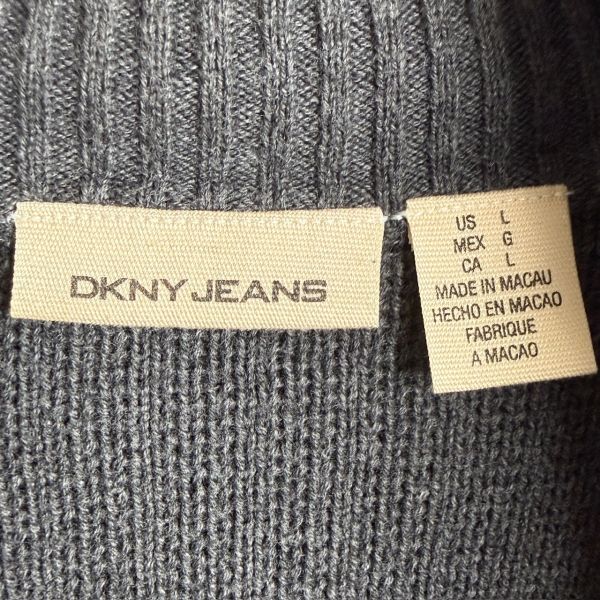 DKNY JEANS
US L
MEX G
CA L
MADE IN MACAU
HECHO EN MACAO
FABRIQUE
A MACAO